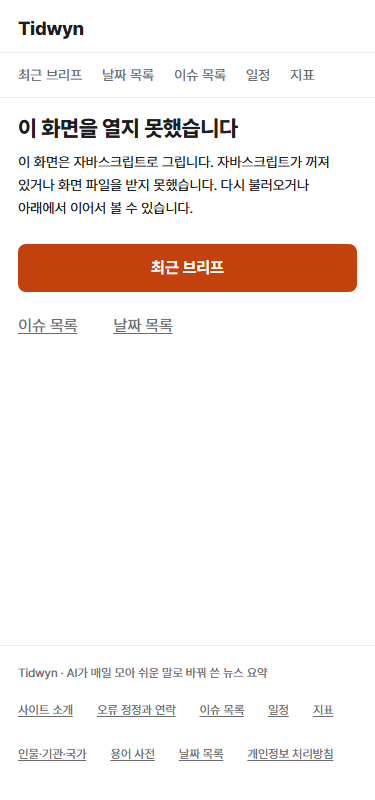 Tidwyn
최근 브리프 날짜 목록 이슈 목록 일정 지표
이 화면을 열지 못했습니다
이 화면은 자바스크립트로 그립니다. 자바스크립트가 꺼져
있거나 화면 파일을 받지 못했습니다. 다시 불러오거나
아래에서 이어서 볼 수 있습니다.
최근 브리프
이슈 목록 날짜 목록
Tidwyn · AI가 매일 모아 쉬운 말로 바꿔 쓴 뉴스 요약
사이트 소개 오류 정정과 연락 이슈 목록 일정 지표
인물·기관·국가 용어 사전 날짜 목록 개인정보 처리방침